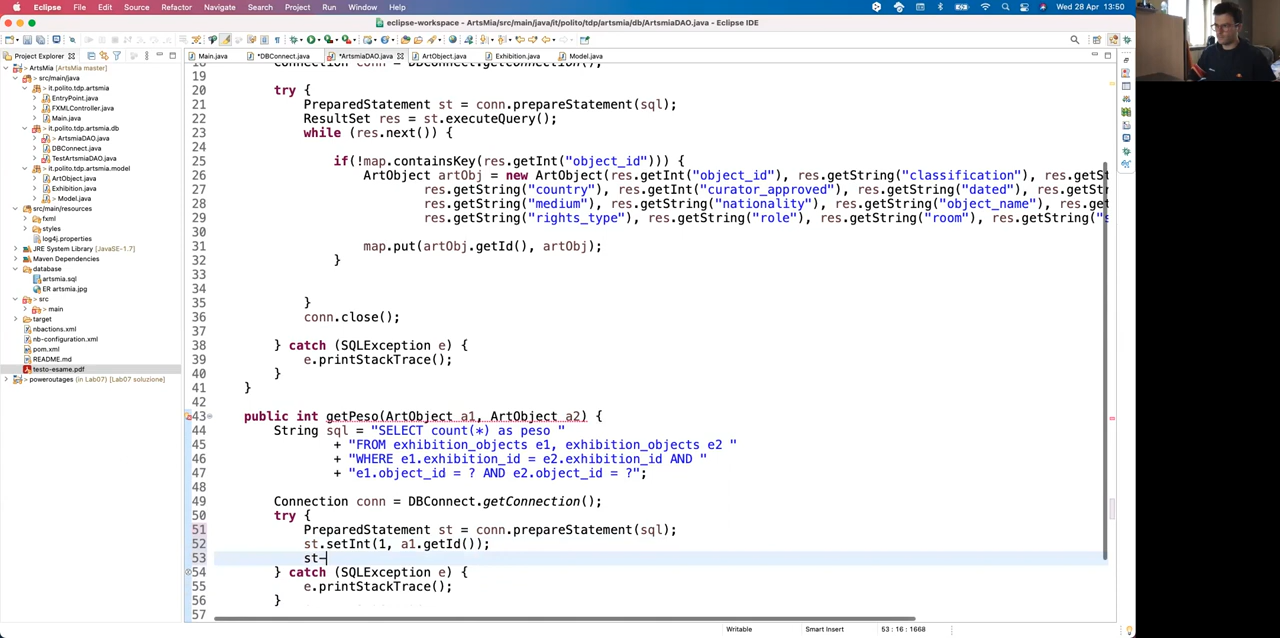 Eclipse File Edit Source Refactor Navigate Search Project Run Window Help Wed 28 Apr 13:50
eclipse-workspace - ArtsMia/src/main/java/it/polito/tdp/artsmia/db/ArtsmiaDAO.java - Eclipse IDE
Project Explorer
Main.java *DBConnect.java *ArtsmiaDAO.java ArtObject.java Exhibition.java Model.java
ArtsMia [ArtsMia master]
src/main/java
it.polito.tdp.artsmia
EntryPoint.java
FXMLController.java
Main.java
it.polito.tdp.artsmia.db
ArtsmiaDAO.java
DBConnect.java
TestArtsmiaDAO.java
it.polito.tdp.artsmia.model
ArtObject.java
Exhibition.java
Model.java
src/main/resources
fxml
styles
log4j.properties
JRE System Library [JavaSE-1.7]
Maven Dependencies
database
artsmia.sql
ER artsmia.jpg
src
main
target
nbactions.xml
nb-configuration.xml
pom.xml
README.md
testo-esame.pdf
poweroutages (in Lab07) [Lab07 soluzione]
18 Connection conn = DBConnect.getConnection();
19
20 try {
21 PreparedStatement st = conn.prepareStatement(sql);
22 ResultSet res = st.executeQuery();
23 while (res.next()) {
24
25 if(!map.containsKey(res.getInt("object_id"))) {
26 ArtObject artObj = new ArtObject(res.getInt("object_id"), res.getString("classification"), res.getSt
27 res.getString("country"), res.getInt("curator_approved"), res.getString("dated"), res.getStr
28 res.getString("medium"), res.getString("nationality"), res.getString("object_name"), res.get
29 res.getString("rights_type"), res.getString("role"), res.getString("room"), res.getString("s
30
31 map.put(artObj.getId(), artObj);
32 }
33
34
35 }
36 conn.close();
37
38 } catch (SQLException e) {
39 e.printStackTrace();
40 }
41 }
42
43 public int getPeso(ArtObject a1, ArtObject a2) {
44 String sql = "SELECT count(*) as peso "
45 + "FROM exhibition_objects e1, exhibition_objects e2 "
46 + "WHERE e1.exhibition_id = e2.exhibition_id AND "
47 + "e1.object_id = ? AND e2.object_id = ?";
48
49 Connection conn = DBConnect.getConnection();
50 try {
51 PreparedStatement st = conn.prepareStatement(sql);
52 st.setInt(1, a1.getId());
53 st-
54 } catch (SQLException e) {
55 e.printStackTrace();
56 }
57
Writable Smart Insert 53 : 16 : 1668